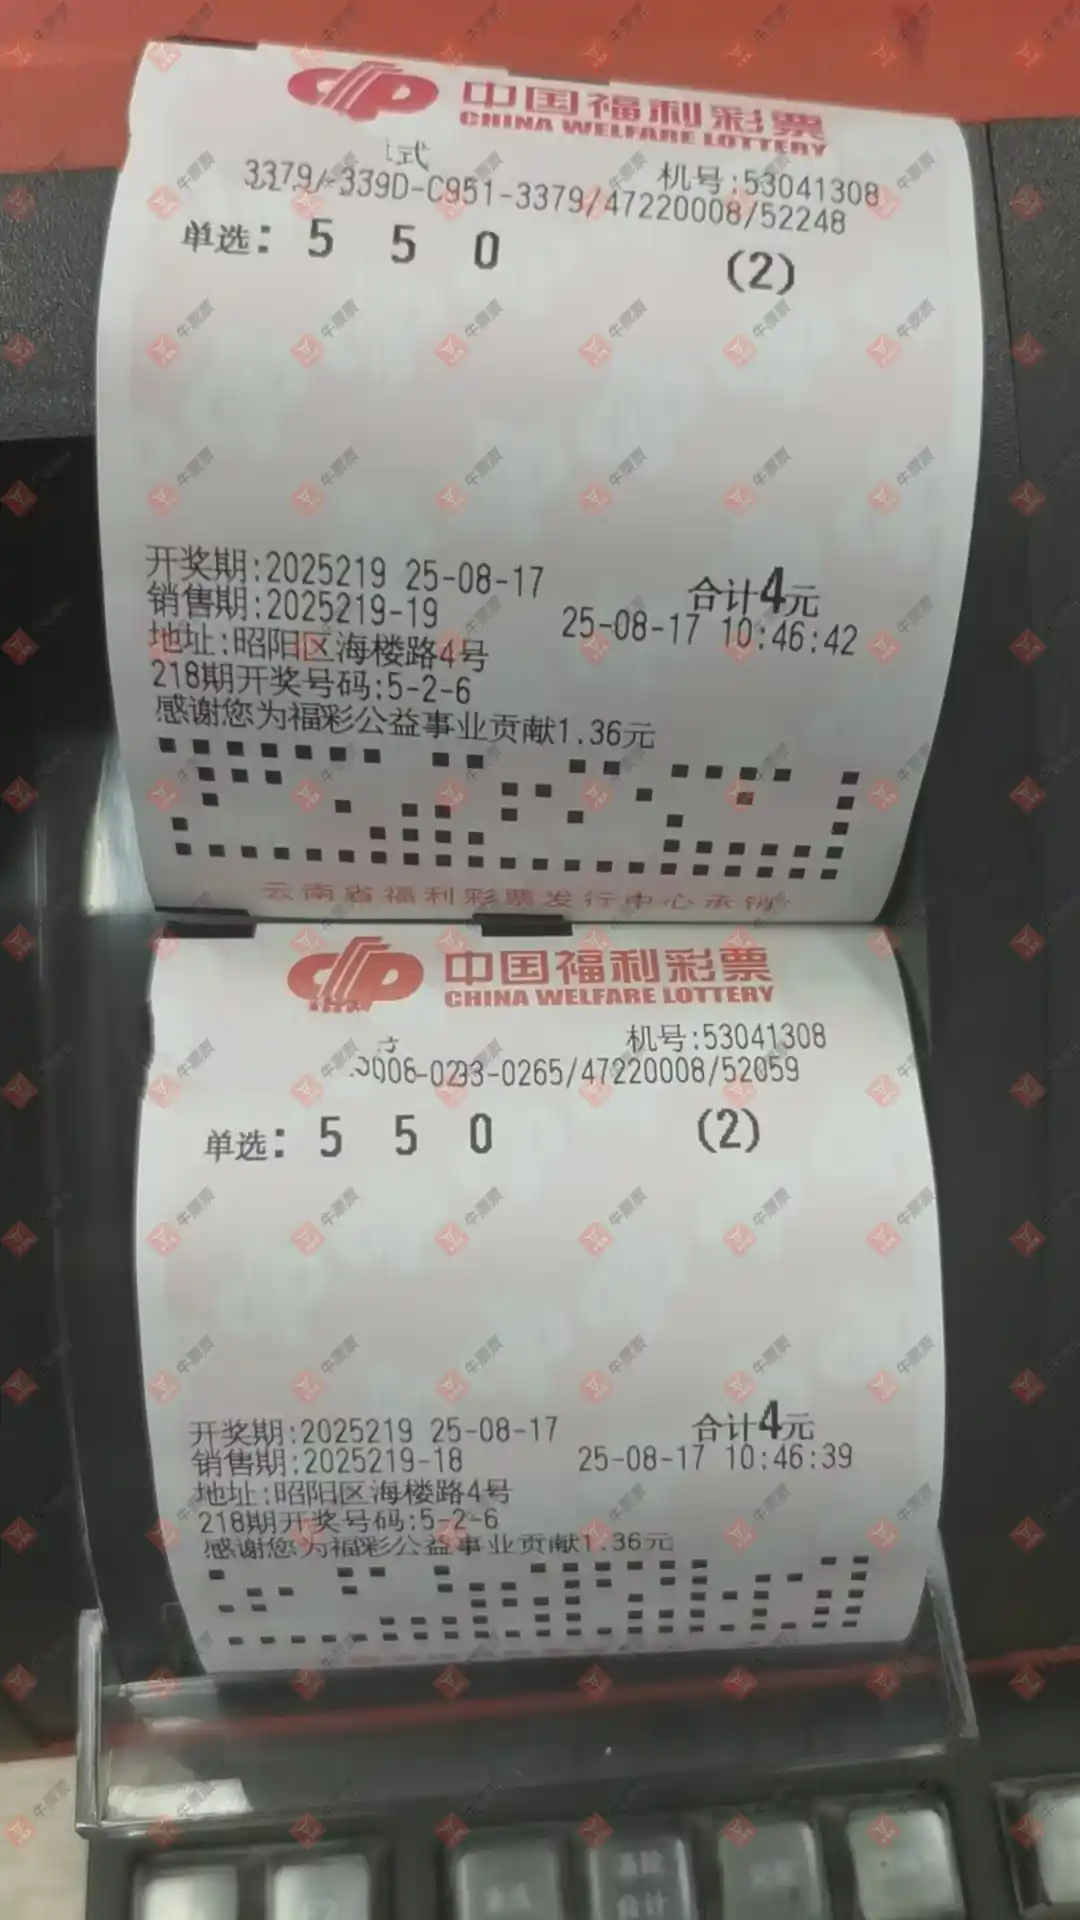 中国福利彩票
CHINA WELFARE LOTTERY
式
机号:53041308
3379/-339D-C951-3379/47220008/52248
单选: 5 5 0 (2)
开奖期:2025219 25-08-17
合计4元
销售期:2025219-19
25-08-17 10:46:42
地址:昭阳区海楼路4号
218期开奖号码:5-2-6
感谢您为福彩公益事业贡献1.36元
云南省福利彩票发行中心承销
中国福利彩票
CHINA WELFARE LOTTERY
机号:53041308
-0293-0265/47220008/52059
单选: 5 5 0 (2)
开奖期:2025219 25-08-17
合计4元
销售期:2025219-18
25-08-17 10:46:39
地址:昭阳区海楼路4号
218期开奖号码:5-2-6
感谢您为福彩公益事业贡献1.36元
牛票票